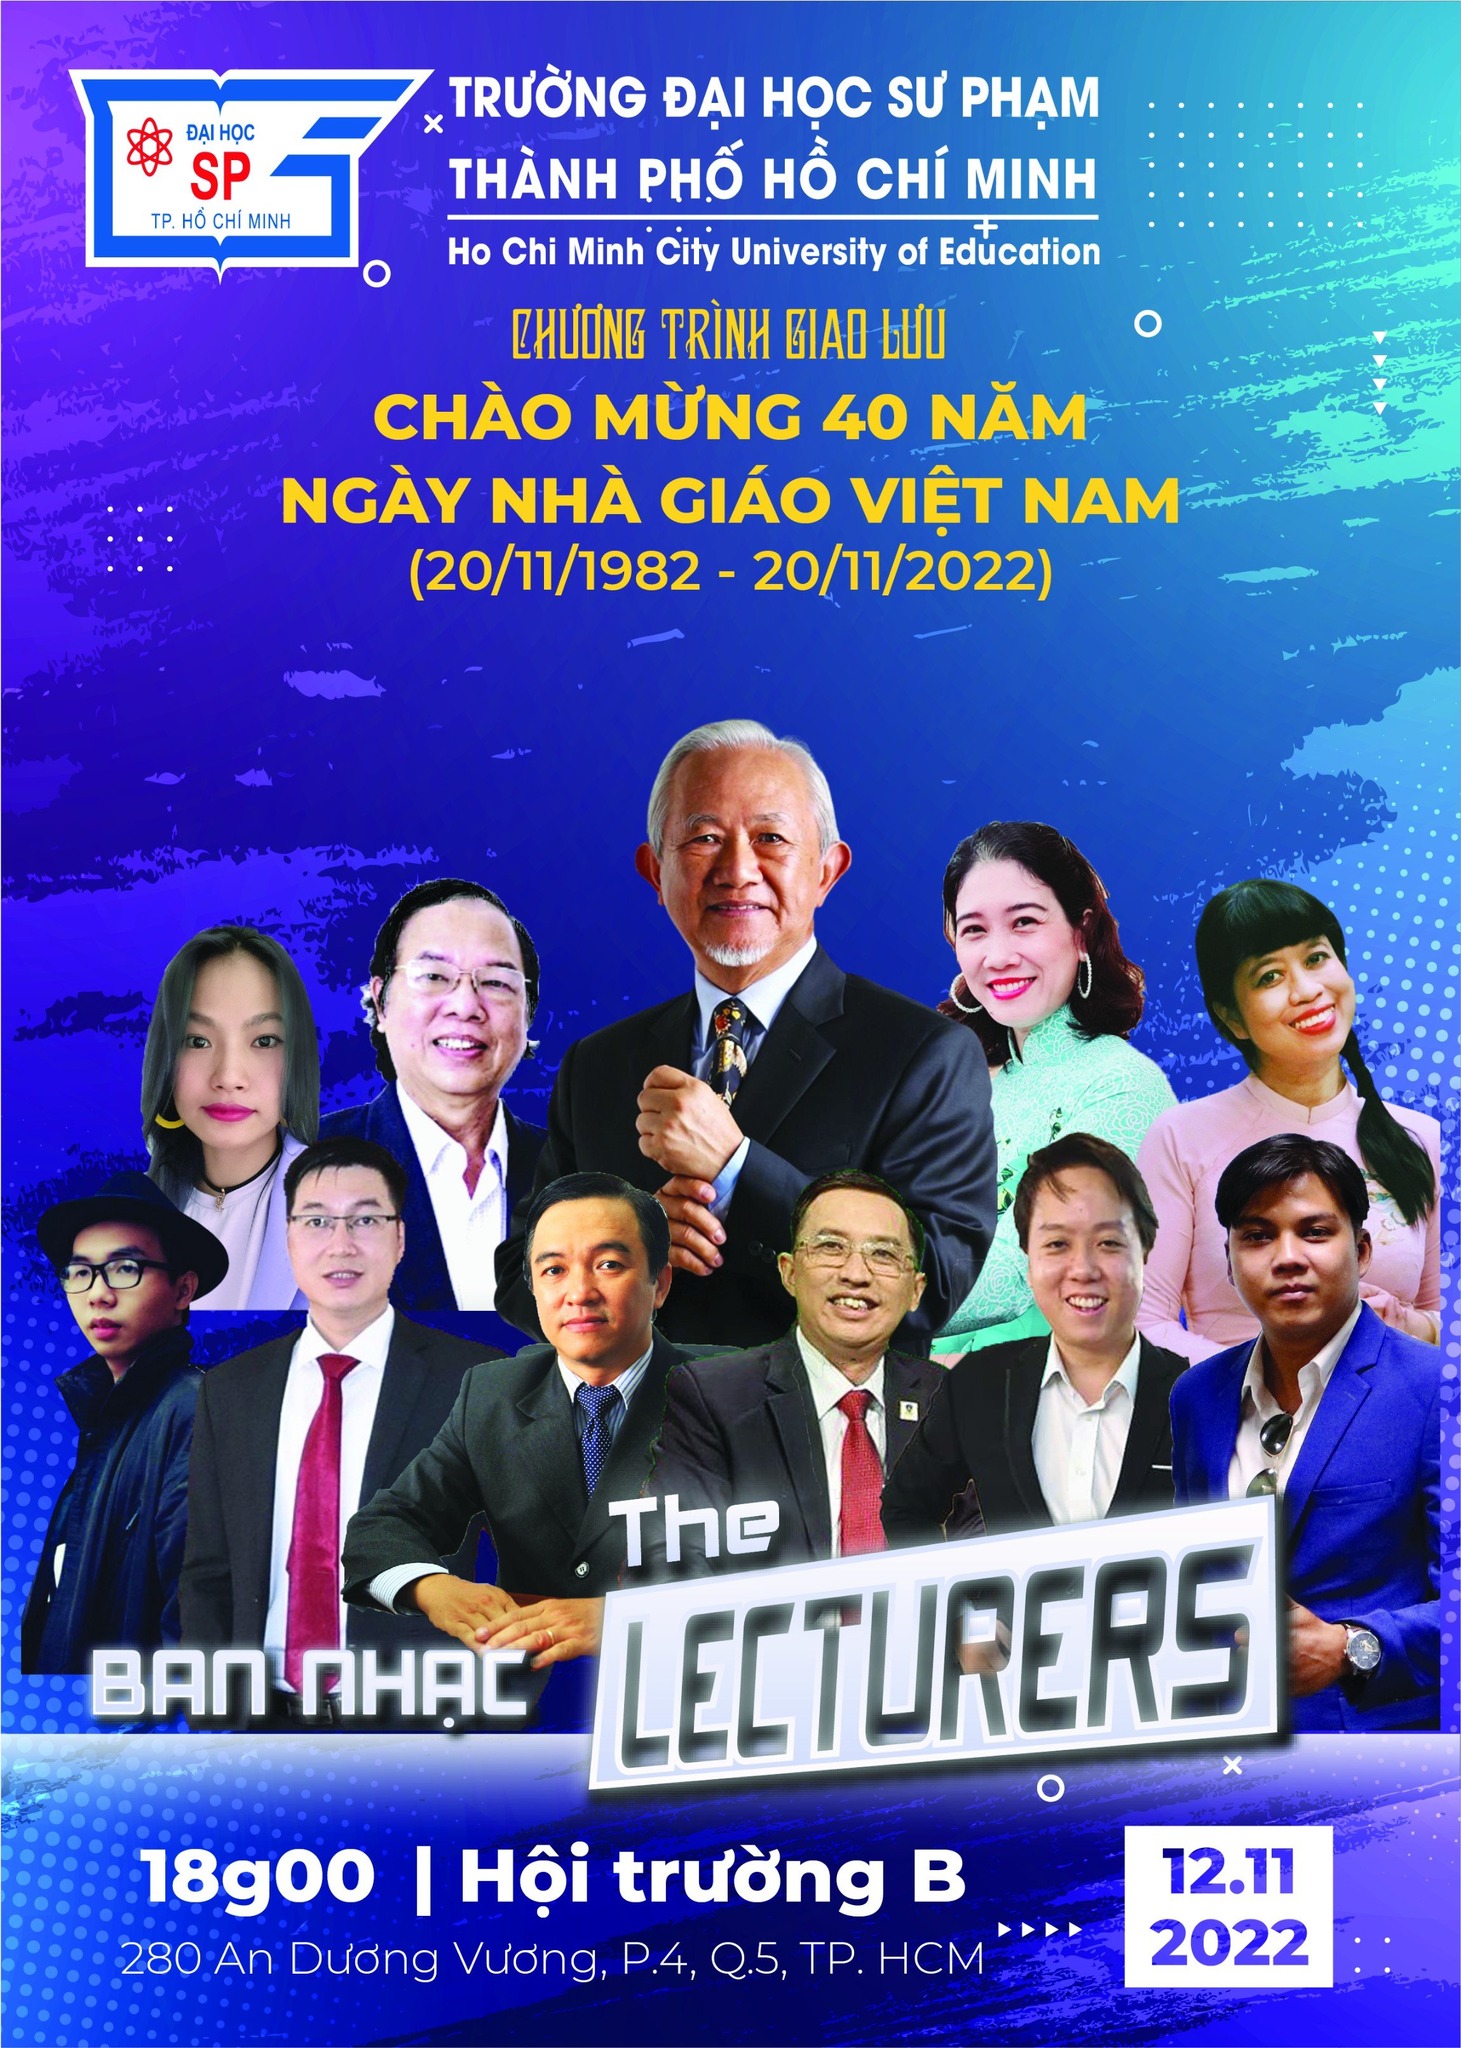 ĐẠI HỌC
SP
TP. HỒ CHÍ MINH
TRƯỜNG ĐẠI HỌC SƯ PHẠM
THÀNH PHỐ HỒ CHÍ MINH
Ho Chi Minh City University of Education
CHƯƠNG TRÌNH GIAO LƯU
CHÀO MỪNG 40 NĂM
NGÀY NHÀ GIÁO VIỆT NAM
(20/11/1982 - 20/11/2022)
BAN NHẠC
The
LECTURERS
18g00 | Hội trường B
280 An Dương Vương, P.4, Q.5, TP. HCM
12.11
2022